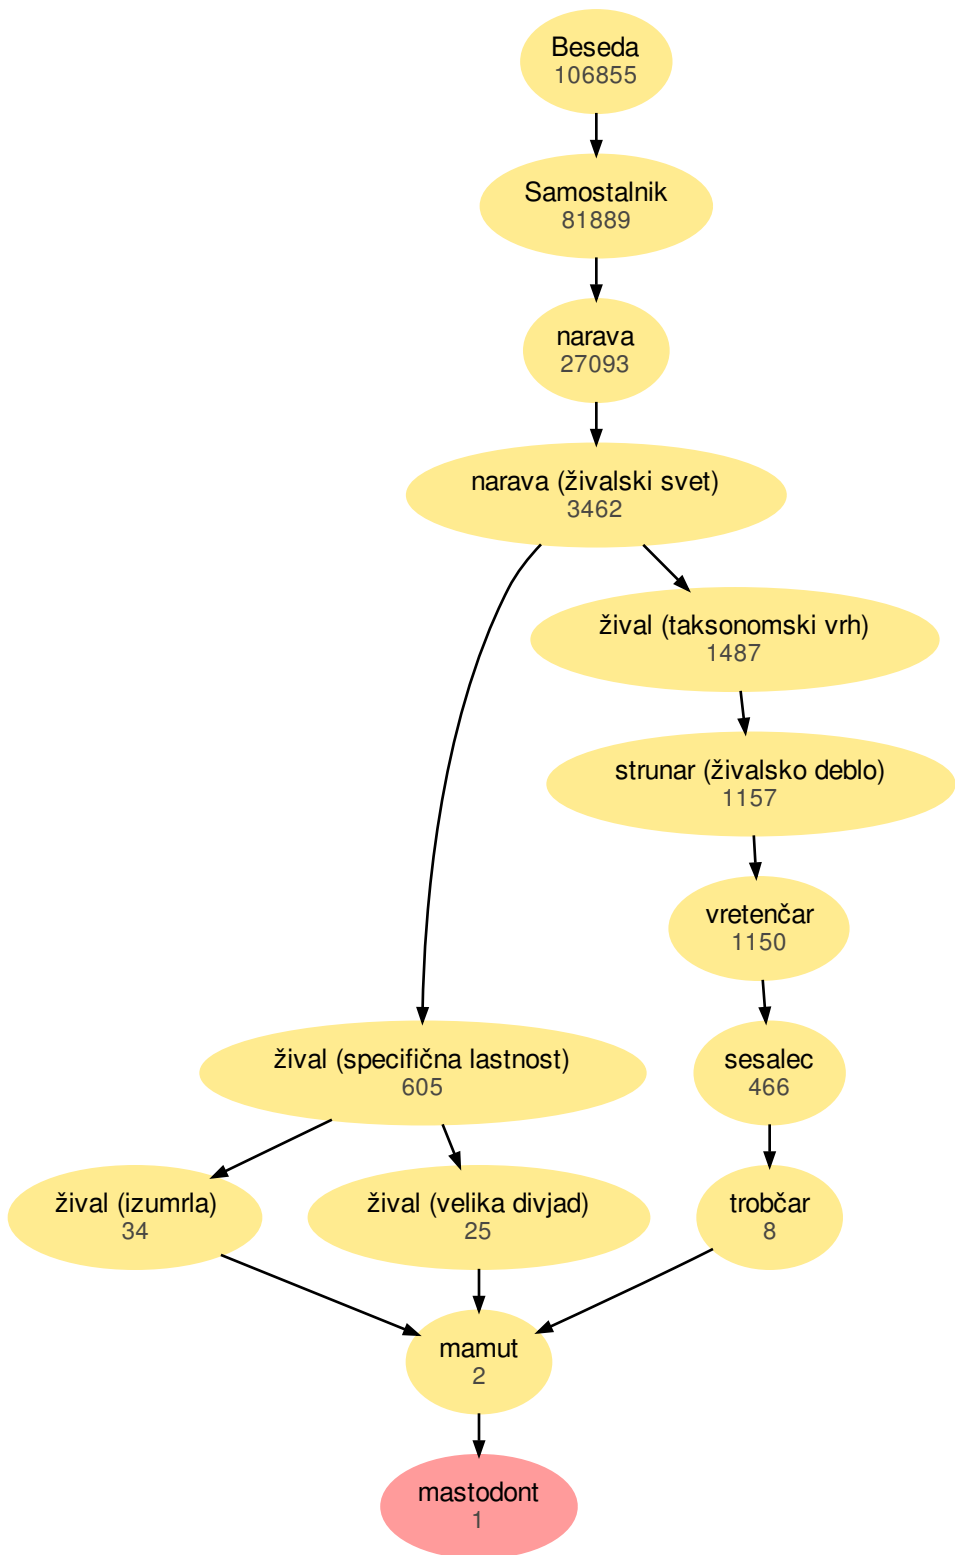 Beseda
106855
Samostalnik
81889
narava
27093
narava (živalski svet)
3462
žival (taksonomski vrh)
1487
strunar (živalsko deblo)
1157
vretenčar
1150
žival (specifična lastnost)
605
sesalec
466
žival (izumrla)
34
žival (velika divjad)
25
trobčar
8
mamut
2
mastodont
1